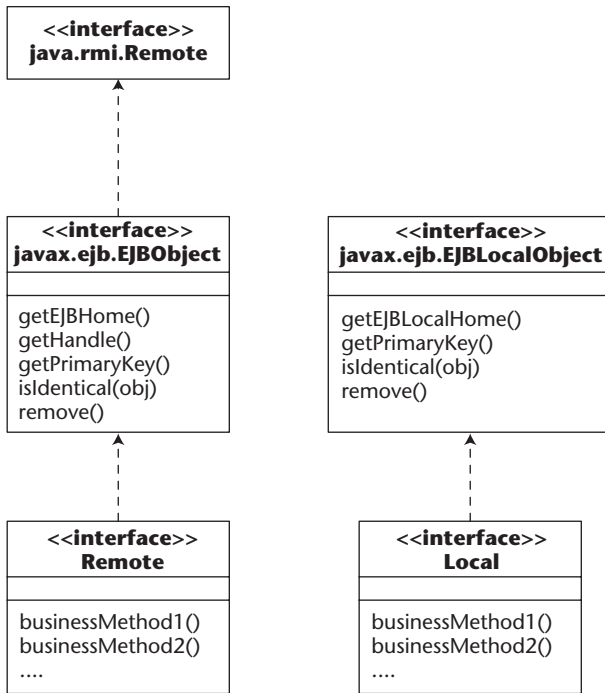 <<interface>>
java.rmi.Remote
<<interface>>
javax.ejb.EJBObject
getEJBHome()
getHandle()
getPrimaryKey()
isIdentical(obj)
remove()
<<interface>>
javax.ejb.EJBLocalObject
getEJBLocalHome()
getPrimaryKey()
isIdentical(obj)
remove()
<<interface>>
Remote
businessMethod1()
businessMethod2()
....
<<interface>>
Local
businessMethod1()
businessMethod2()
....